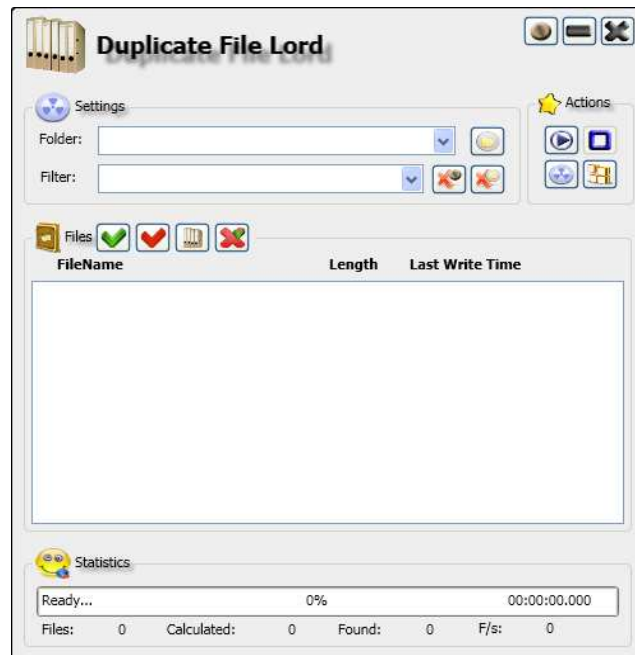 Duplicate File Lord
Settings
Actions
Folder:
Filter:
Files
FileName Length Last Write Time
Statistics
Ready... 0% 00:00:00.000
Files: 0 Calculated: 0 Found: 0 F/s: 0